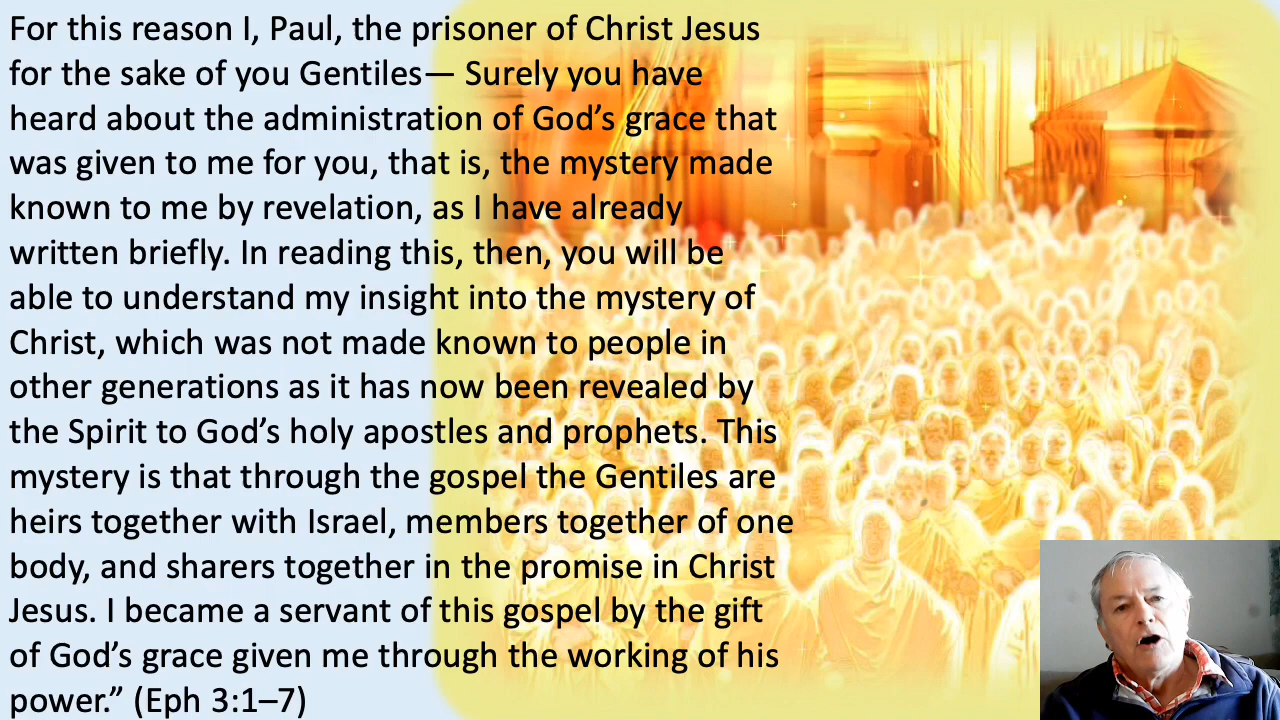 For this reason I, Paul, the prisoner of Christ Jesus
for the sake of you Gentiles— Surely you have
heard about the administration of God’s grace that
was given to me for you, that is, the mystery made
known to me by revelation, as I have already
written briefly. In reading this, then, you will be
able to understand my insight into the mystery of
Christ, which was not made known to people in
other generations as it has now been revealed by
the Spirit to God’s holy apostles and prophets. This
mystery is that through the gospel the Gentiles are
heirs together with Israel, members together of one
body, and sharers together in the promise in Christ
Jesus. I became a servant of this gospel by the gift
of God’s grace given me through the working of his
power.” (Eph 3:1–7)